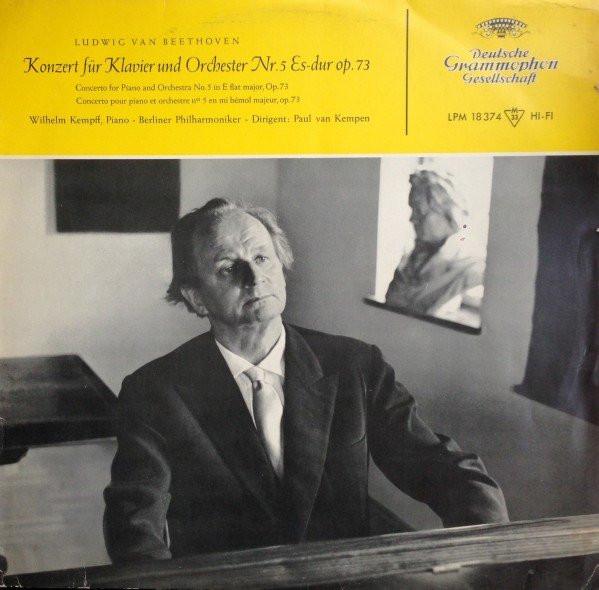 LUDWIG VAN BEETHOVEN
Konzert für Klavier und Orchester Nr. 5 Es-dur op. 73
Concerto for Piano and Orchestra No. 5 in E flat major, Op. 73
Concerto pour piano et orchestre nº 5 en mi bémol majeur, op. 73
Wilhelm Kempff, Piano - Berliner Philharmoniker - Dirigent: Paul van Kempen
Deutsche
Grammophon
Gesellschaft
LPM 18 374 M 33 HI-FI